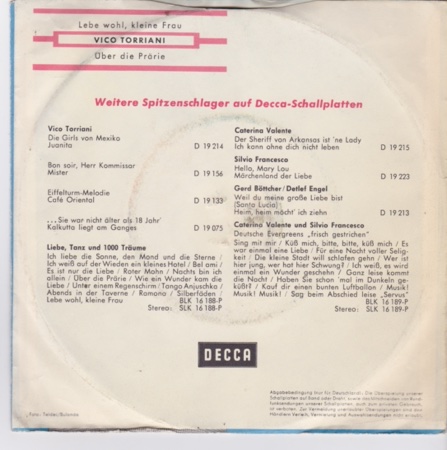 Lebe wohl, kleine Frau
VICO TORRIANI
Über die Prärie
Weitere Spitzenschlager auf Decca-Schallplatten
Vico Torriani
Die Girls von Mexiko
Juanita D 19 214
Bon soir, Herr Kommissar
Mister D 19 156
Eiffelturm-Melodie
Café Oriental D 19 133
...Sie war nicht älter als 18 Jahr'
Kalkutta liegt am Ganges D 19 075
Liebe, Tanz und 1000 Träume
Ich liebe die Sonne, den Mond und die Sterne /
Ich weiß auf der Wieden ein kleines Hotel / Bel ami /
Es ist nur die Liebe / Roter Mohn / Nachts bin ich
allein / Über die Prärie / Wie ein Wunder kam die
Liebe / Unter einem Regenschirm / Tango Anjuschka /
Abends in der Taverne / Ramona / Silberfäden /
Lebe wohl, kleine Frau BLK 16 188-P
Stereo: SLK 16 188-P
Caterina Valente
Der Sheriff von Arkansas ist 'ne Lady
Ich kann ohne dich nicht leben D 19 215
Silvio Francesco
Hello, Mary Lou
Märchenland der Liebe D 19 223
Gerd Böttcher / Detlef Engel
Weil du meine große Liebe bist
(Santa Lucia)
Heim, heim möcht' ich ziehn D 19 213
Caterina Valente und Silvio Francesco
Deutsche Evergreens „frisch gestrichen"
Sing mit mir / Küß mich, bitte, bitte, küß mich / Es
war einmal eine Liebe / Für eine Nacht voller Selig-
keit / Die kleine Stadt will schlafen gehn / Wer ist
hier jung, wer hat hier Schwung? / Ich weiß, es wird
einmal ein Wunder geschehn / Ganz leise kommt
die Nacht / Haben Sie schon 'mal im Dunkeln ge-
küßt? / Kauf dir einen bunten Luftballon / Musik!
Musik! Musik! / Sag beim Abschied leise „Servus"
BLK 16 189-P
Stereo: SLK 16 189-P
DECCA